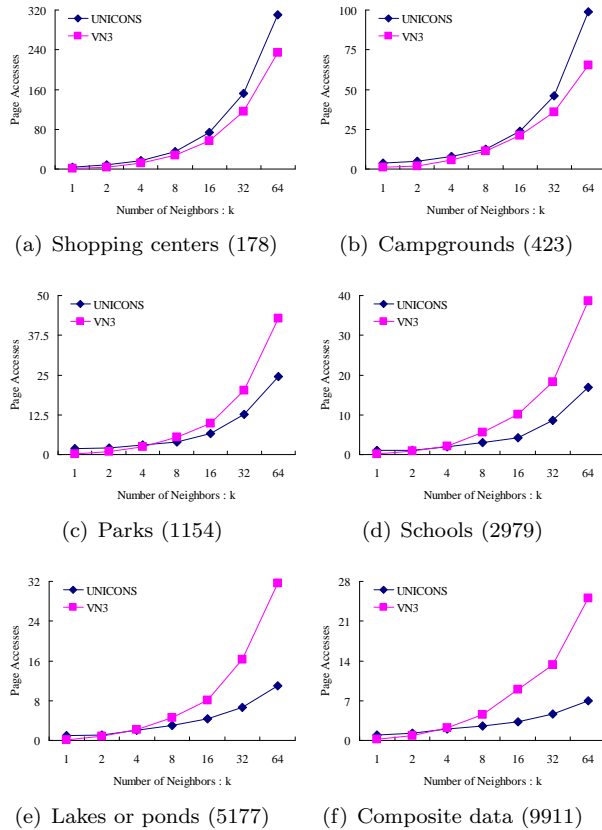 UNICONS
VN3
Page Accesses
320
240
160
80
0
1 2 4 8 16 32 64
Number of Neighbors : k
(a) Shopping centers (178)
UNICONS
VN3
Page Accesses
100
75
50
25
0
1 2 4 8 16 32 64
Number of Neighbors : k
(b) Campgrounds (423)
UNICONS
VN3
Page Accesses
50
37.5
25
12.5
0
1 2 4 8 16 32 64
Number of Neighbors : k
(c) Parks (1154)
UNICONS
VN3
Page Accesses
40
30
20
10
0
1 2 4 8 16 32 64
Number of Neighbors : k
(d) Schools (2979)
UNICONS
VN3
Page Accesses
32
24
16
8
0
1 2 4 8 16 32 64
Number of Neighbors : k
(e) Lakes or ponds (5177)
UNICONS
VN3
Page Accesses
28
21
14
7
0
1 2 4 8 16 32 64
Number of Neighbors : k
(f) Composite data (9911)